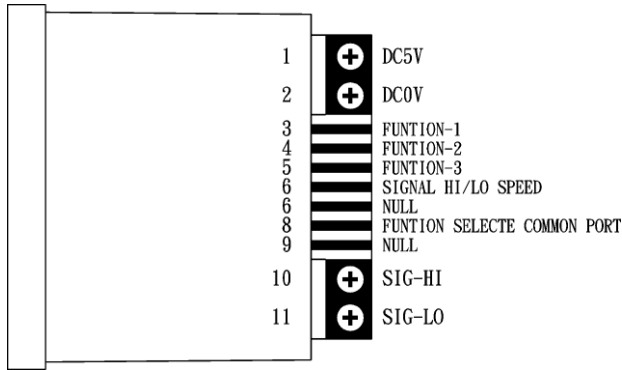 1 DC5V
2 DC0V
3 FUNTION-1
4 FUNTION-2
5 FUNTION-3
6 SIGNAL HI/LO SPEED
6 NULL
8 FUNTION SELECTE COMMON PORT
9 NULL
10 SIG-HI
11 SIG-LO